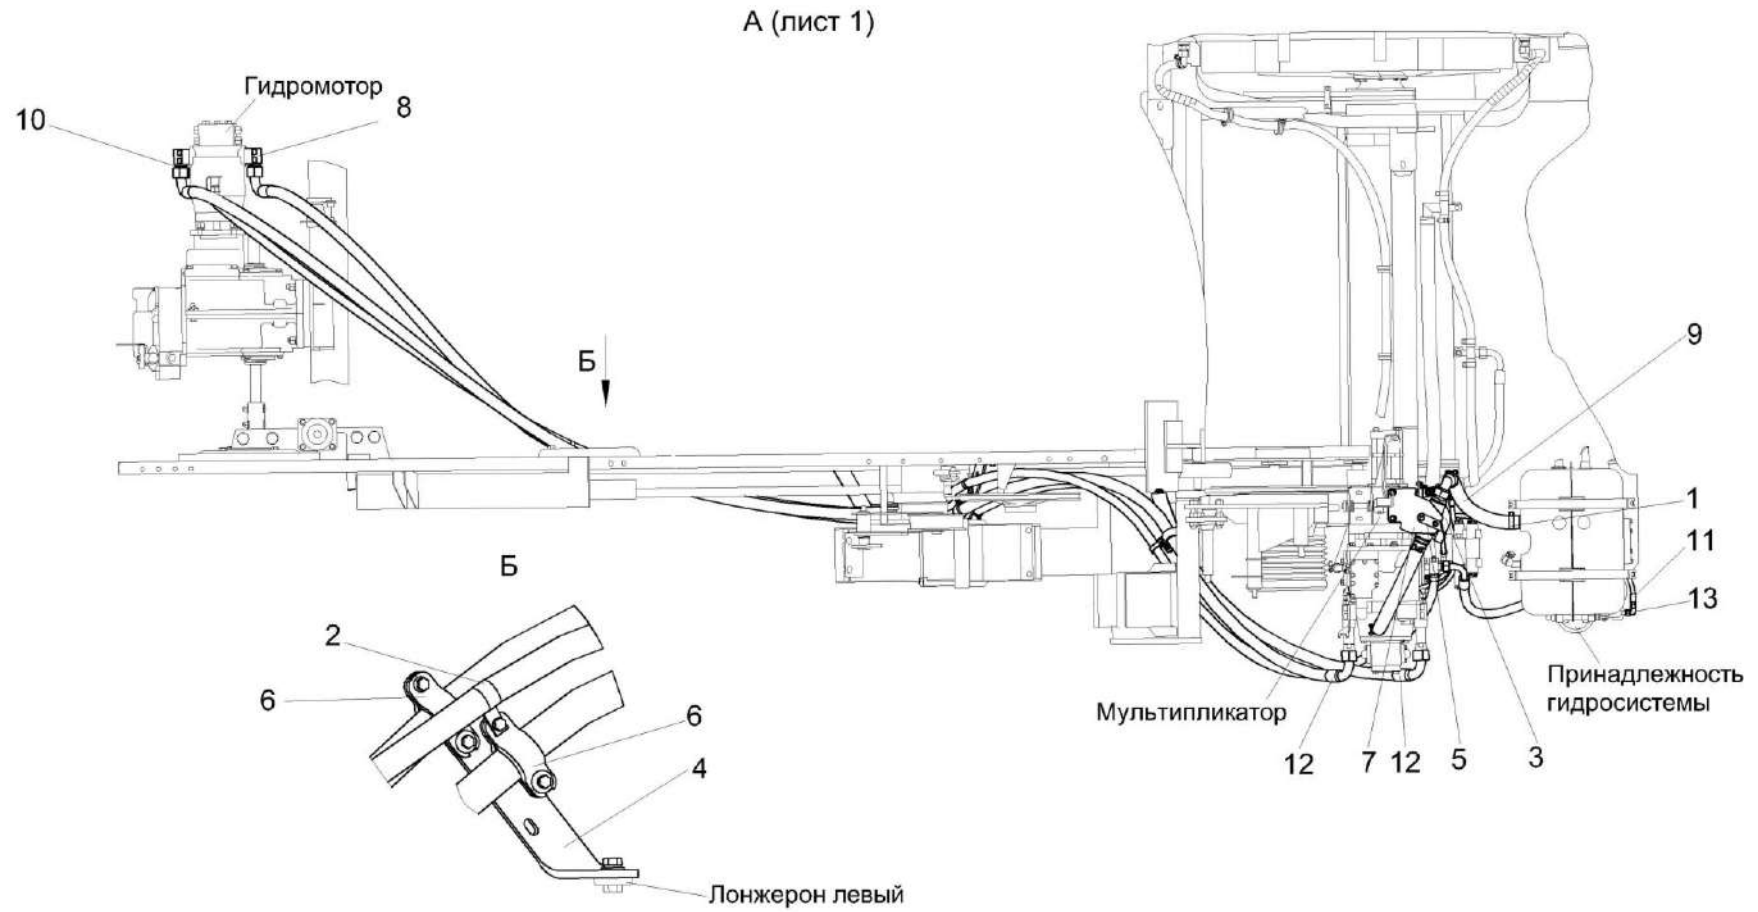 А (лист 1)
Гидромотор
10
8
Б
9
1
11
13
Б
2
6
6
4
Принадлежность
гидросистемы
Мультипликатор
12
7
12
5
3
Лонжерон левый